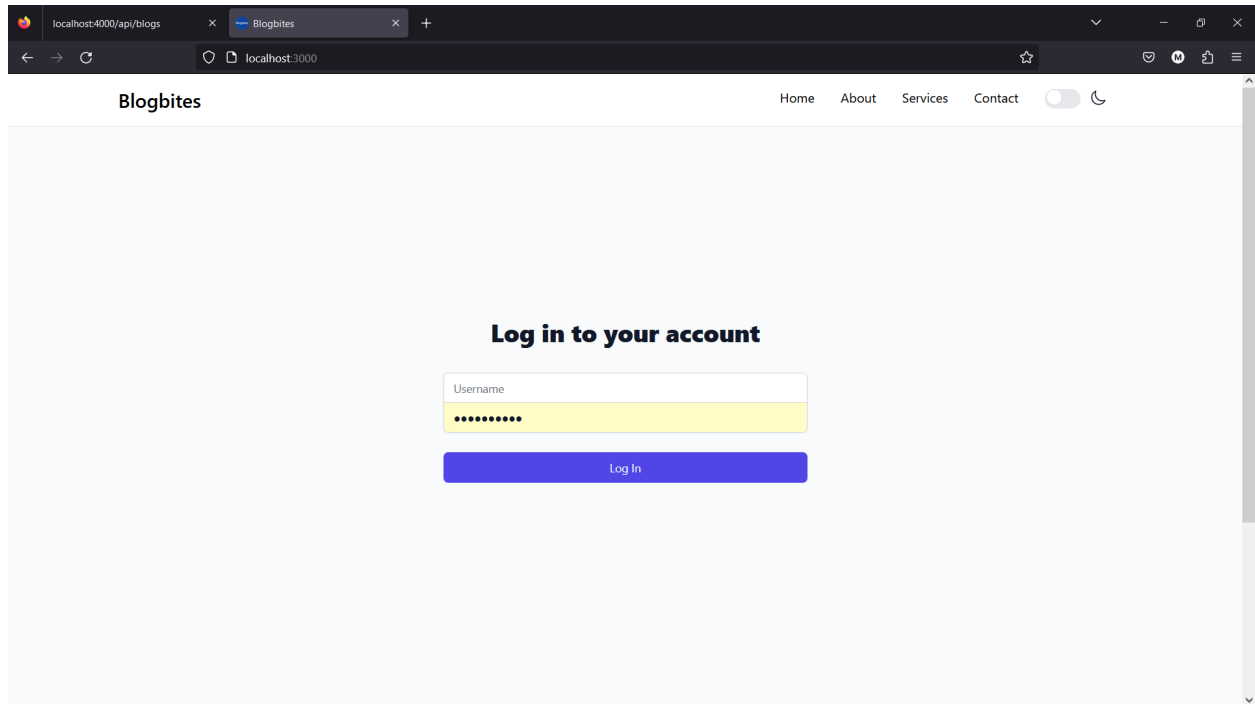 localhost:4000/api/blogs
Blogbites
localhost:3000
Blogbites
Home About Services Contact
Log in to your account
Username
••••••••••
Log In